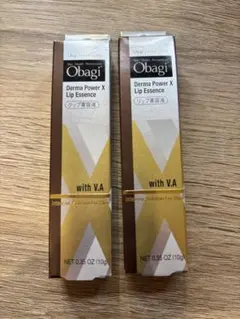 Obagi
Derma Power X
Lip Essence
リップ美容液
with V.A
NET 0.35 OZ (10g)
Obagi
Derma Power X
Lip Essence
リップ美容液
with V.A
NET 0.35 OZ (10g)